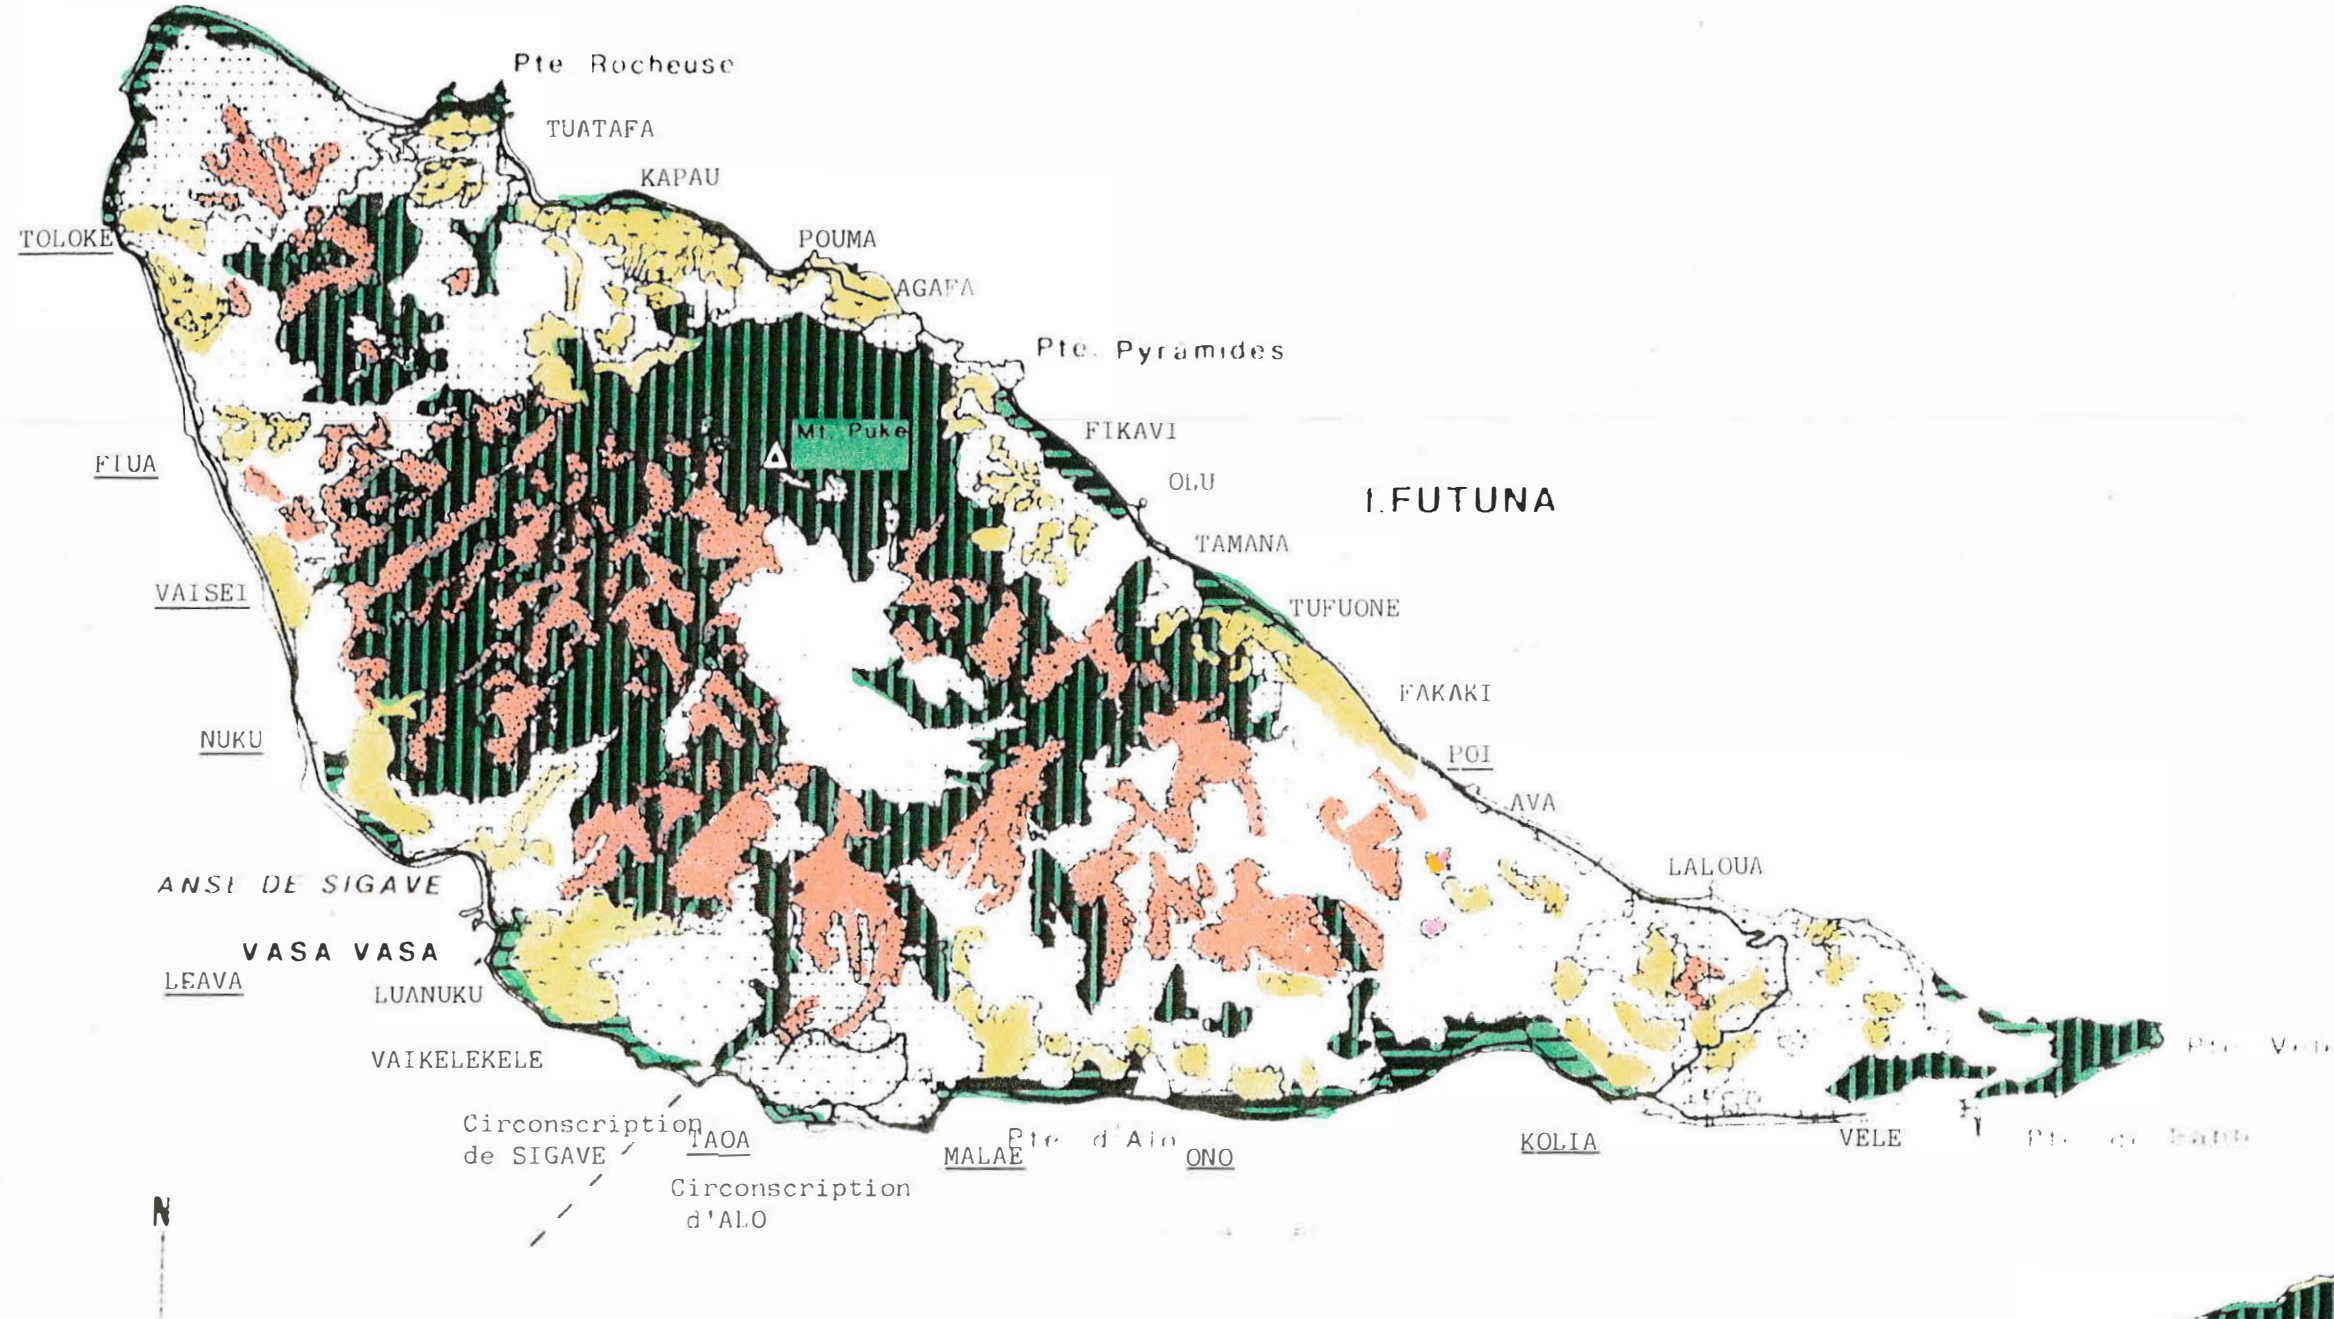 Pte Rocheuse
TUATAFA
KAPAU
TOLOKE
POUMA
AGAFA
Pte. Pyramides
Mt. Puke
FIKAVI
FIUA
OLU
I. FUTUNA
TAMANA
VAISEI
TUFUONE
FAKAKI
NUKU
POI
AVA
LALOUA
ANSE DE SIGAVE
VASA VASA
LEAVA
LUANUKU
VAIKELEKELE
Circonscription
de SIGAVE
TAOA
Pte d'Alo
MALAE
ONO
KOLIA
VELE
Circonscription
d'ALO
N